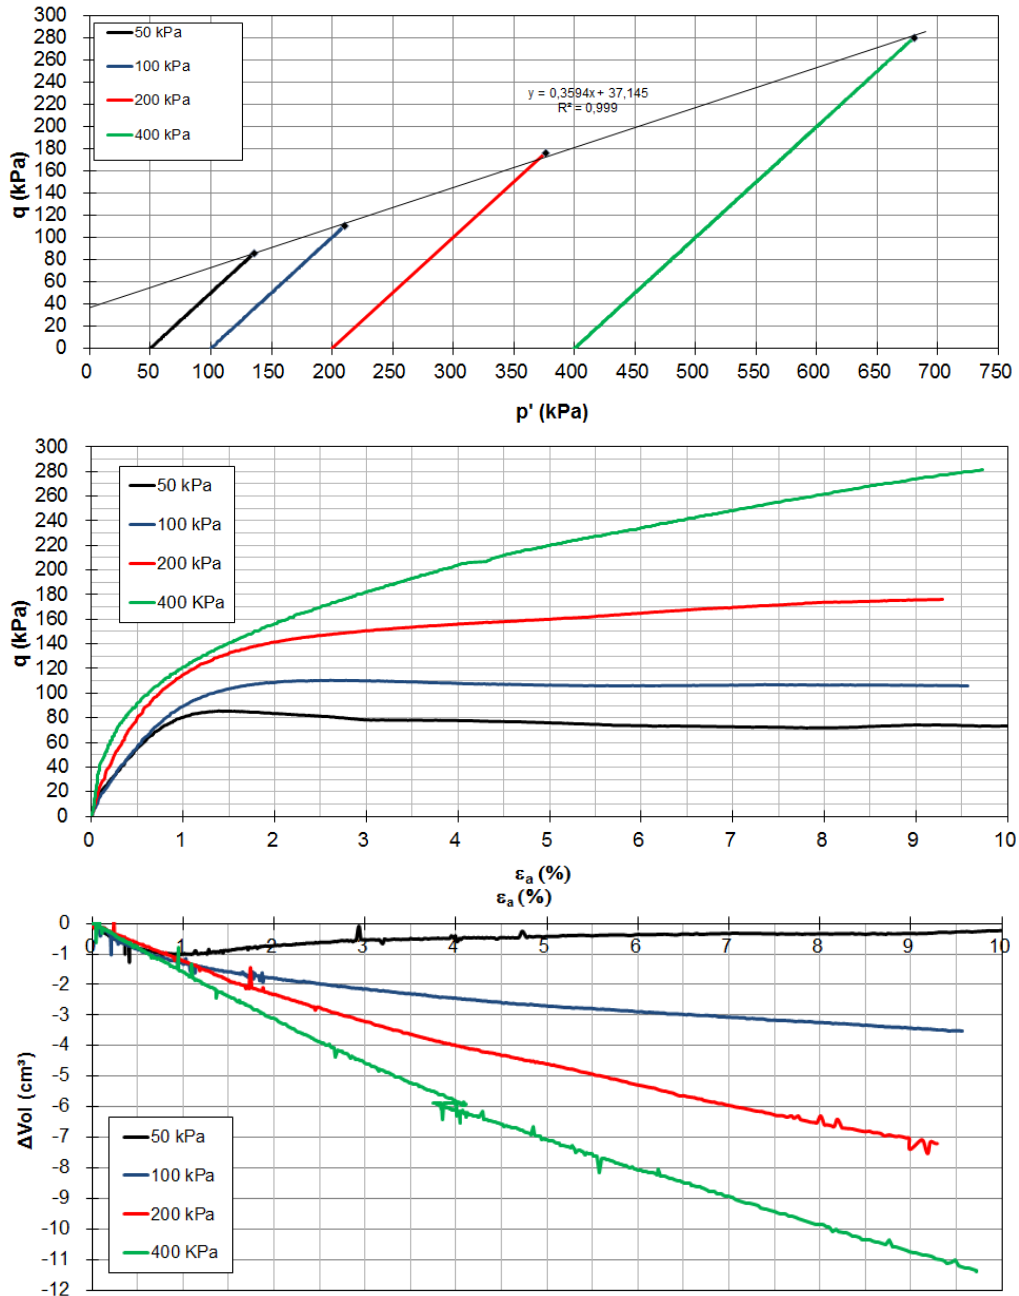 300
280
260
240
220
200
180
160
140
120
100
80
60
40
20
0
q (kPa)
50 kPa
100 kPa
200 kPa
400 kPa
y = 0,3594x + 37,145
R² = 0,999
0 50 100 150 200 250 300 350 400 450 500 550 600 650 700 750
p' (kPa)
300
280
260
240
220
200
180
160
140
120
100
80
60
40
20
0
q (kPa)
50 kPa
100 kPa
200 kPa
400 KPa
0 1 2 3 4 5 6 7 8 9 10
εa (%)
εa (%)
0
-1
-2
-3
-4
-5
-6
-7
-8
-9
-10
-11
-12
ΔVol (cm³)
0 1 2 3 4 5 6 7 8 9 10
50 kPa
100 kPa
200 kPa
400 KPa